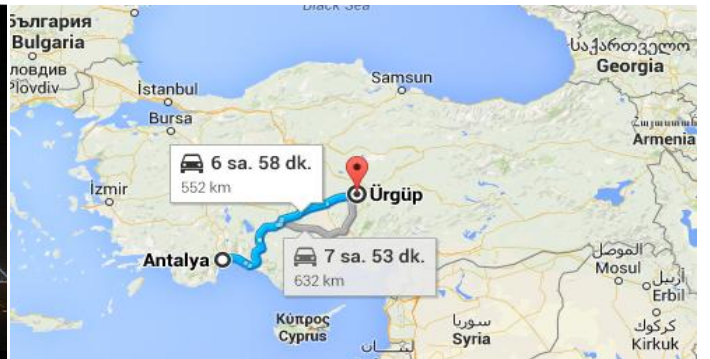 Black Sea
България
Bulgaria
ловдив
Plovdiv
İstanbul
Bursa
Samsun
საქართველო
Georgia
Armenia
6 sa. 58 dk.
552 km
İzmir
Ürgüp
Antalya
7 sa. 53 dk.
632 km
Κύπρος
Cyprus
سوريا
Syria
الموصل
Mosul
أربيل
Erbil
كركوك
Kirkuk